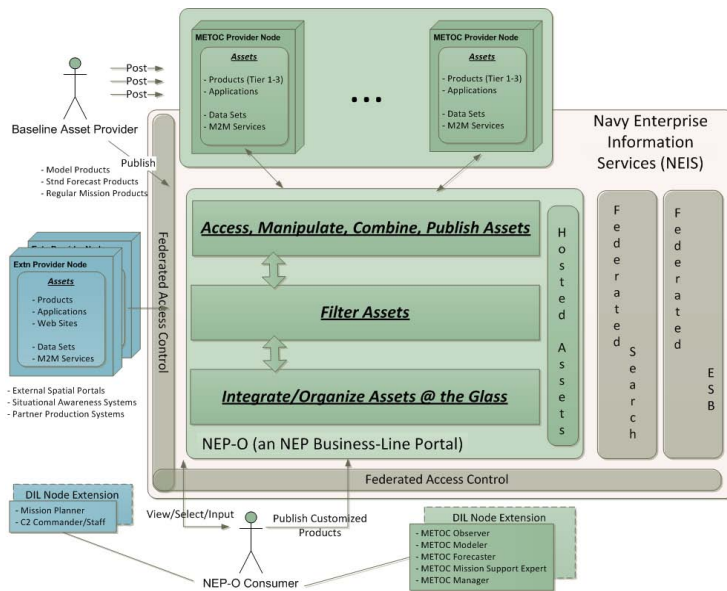 METOC Provider Node
Assets
- Products (Tier 1-3)
- Applications
- Data Sets
- M2M Services
...
METOC Provider Node
Assets
- Products (Tier 1-3)
- Applications
- Data Sets
- M2M Services
Post
Post
Post
Baseline Asset Provider
Publish
- Model Products
- Stnd Forecast Products
- Regular Mission Products
Navy Enterprise
Information
Services (NEIS)
Federated Access Control
Access, Manipulate, Combine, Publish Assets
Filter Assets
Integrate/Organize Assets @ the Glass
Hosted Assets
NEP-O (an NEP Business-Line Portal)
Federated Search
Federated ESB
Extn Provider Node
Extn Provider Node
Assets
- Products
- Applications
- Web Sites
- Data Sets
- M2M Services
- External Spatial Portals
- Situational Awareness Systems
- Partner Production Systems
Federated Access Control
DIL Node Extension
- Mission Planner
- C2 Commander/Staff
View/Select/Input
Publish Customized
Products
NEP-O Consumer
DIL Node Extension
- METOC Observer
- METOC Modeler
- METOC Forecaster
- METOC Mission Support Expert
- METOC Manager